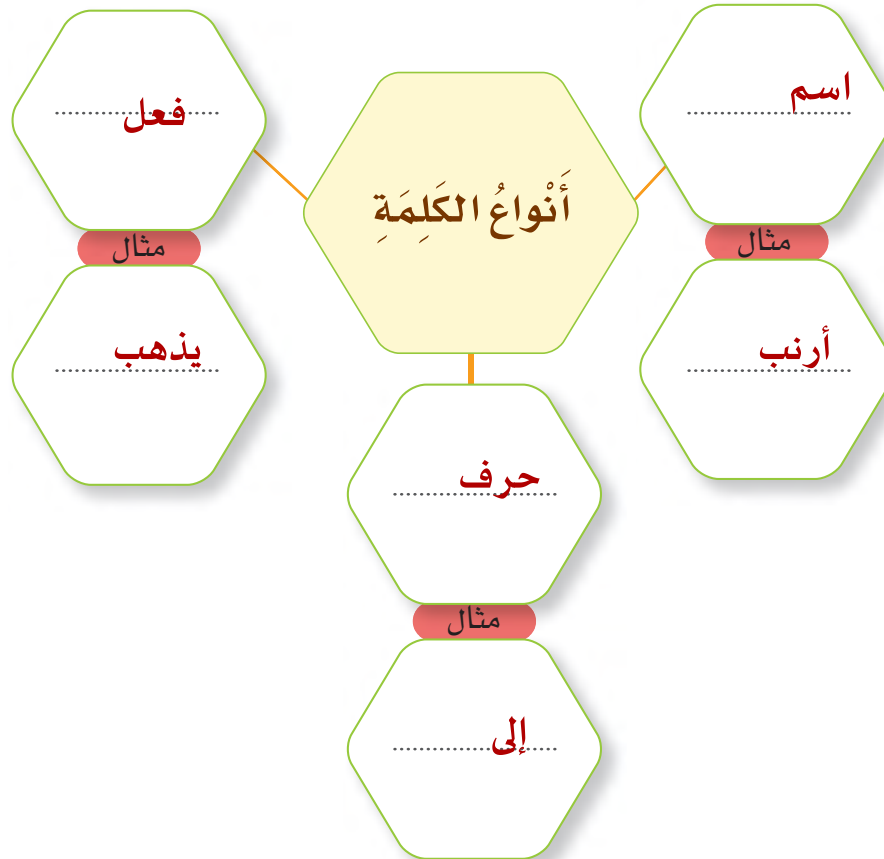 أَنْواعُ الكَلِمَةِ
اسم
مثال
أرنب
فعل
مثال
يذهب
حرف
مثال
إلى